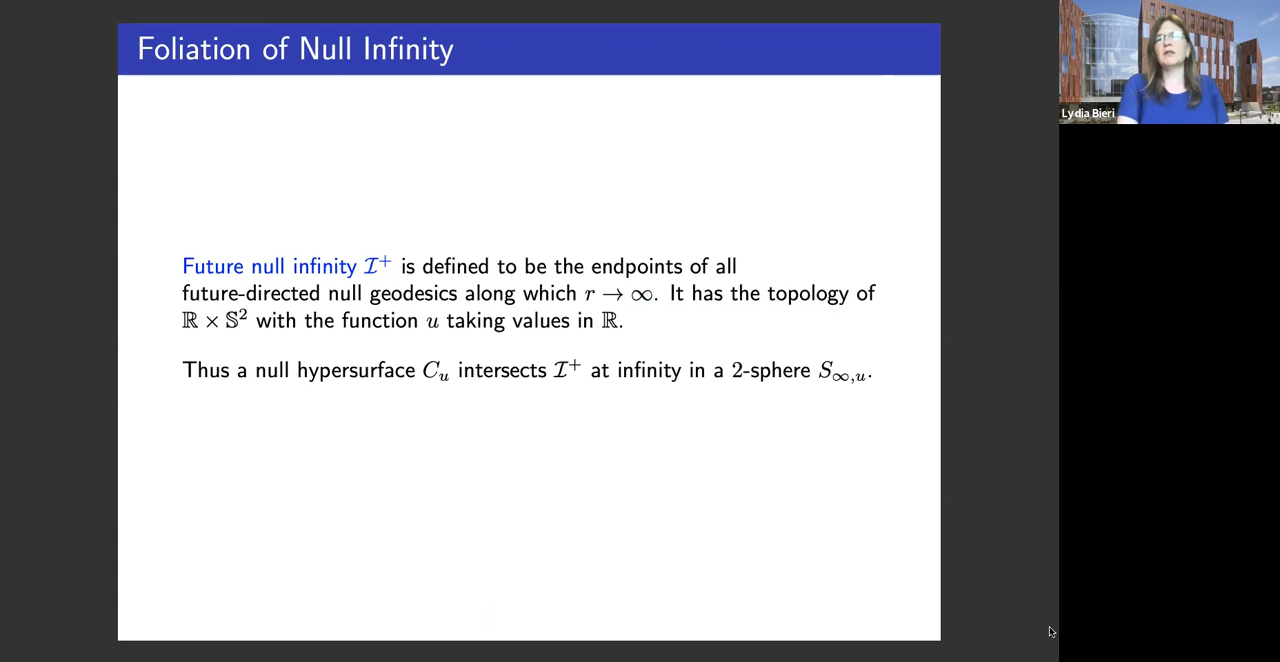 Foliation of Null Infinity
Future null infinity ℐ⁺ is defined to be the endpoints of all
future-directed null geodesics along which r → ∞. It has the topology of
ℝ × 𝕊² with the function u taking values in ℝ.
Thus a null hypersurface Cᵤ intersects ℐ⁺ at infinity in a 2-sphere S∞,ᵤ.
Lydia Bieri